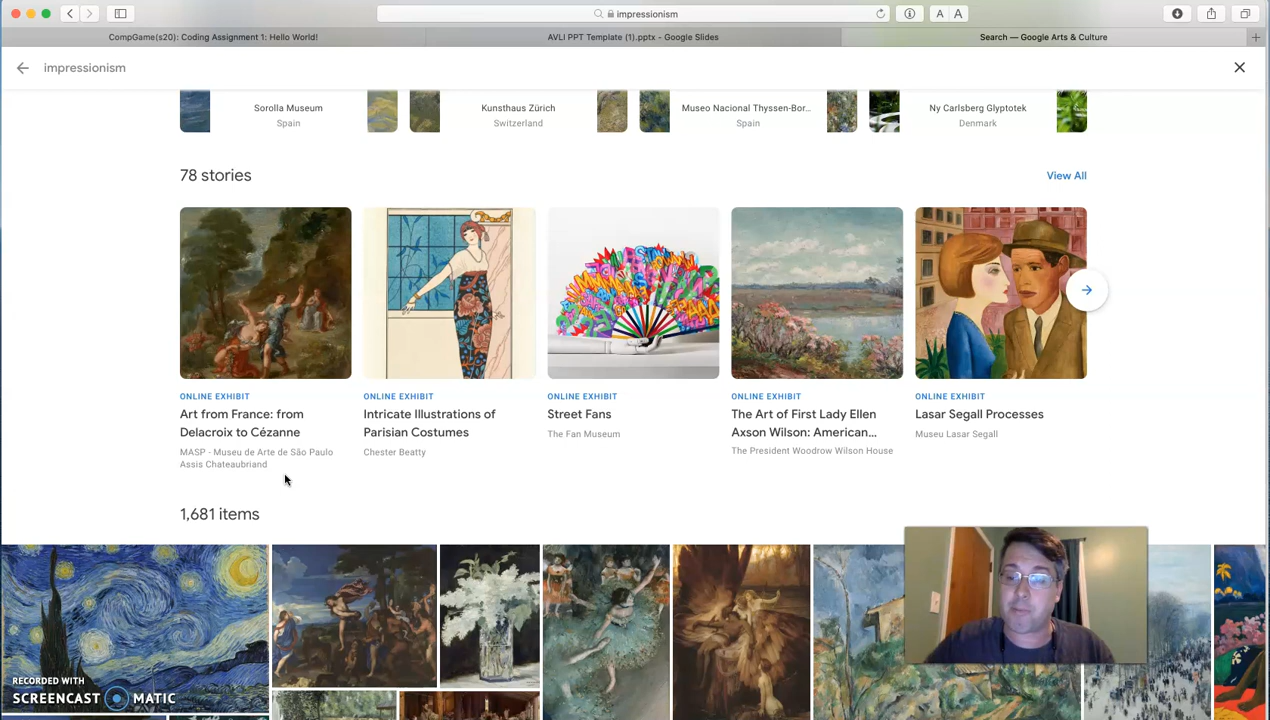 impressionism
A A
CompGame(s20): Coding Assignment 1: Hello World!
AVLI PPT Template (1).pptx - Google Slides
Search — Google Arts & Culture
impressionism
Sorolla Museum
Spain
Kunsthaus Zürich
Switzerland
Museo Nacional Thyssen-Bor...
Spain
Ny Carlsberg Glyptotek
Denmark
78 stories
View All
ONLINE EXHIBIT
Art from France: from
Delacroix to Cézanne
MASP - Museu de Arte de São Paulo
Assis Chateaubriand
ONLINE EXHIBIT
Intricate Illustrations of
Parisian Costumes
Chester Beatty
ONLINE EXHIBIT
Street Fans
The Fan Museum
ONLINE EXHIBIT
The Art of First Lady Ellen
Axson Wilson: American...
The President Woodrow Wilson House
ONLINE EXHIBIT
Lasar Segall Processes
Museu Lasar Segall
1,681 items
RECORDED WITH
SCREENCAST MATIC